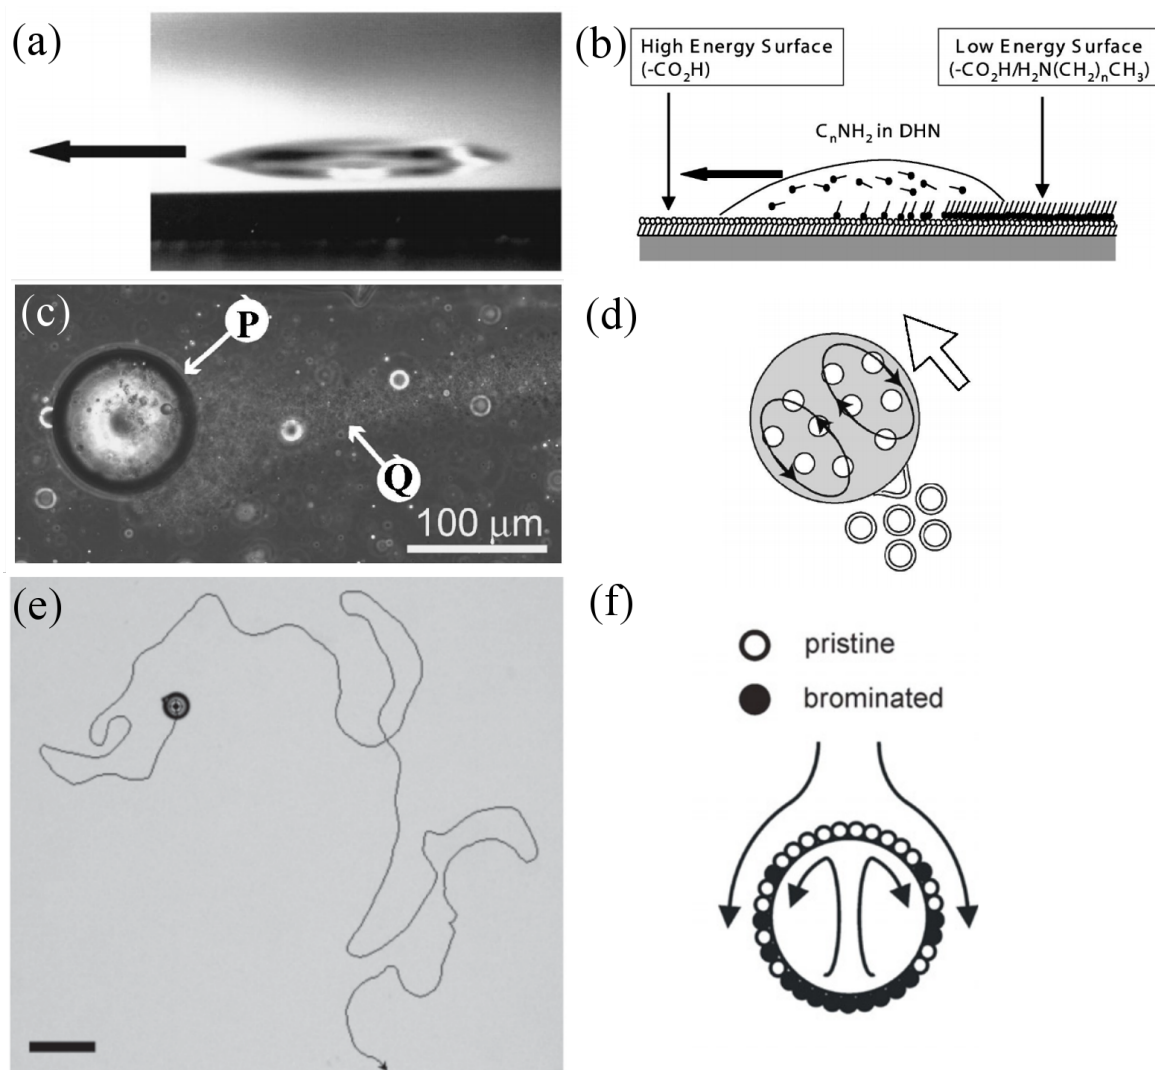 (a)
(b)
High Energy Surface
(-CO₂H)
Low Energy Surface
(-CO₂H/H₂N(CH₂)ₙCH₃)
CₙNH₂ in DHN
(c)
P
Q
100 μm
(d)
(e)
(f)
pristine
brominated